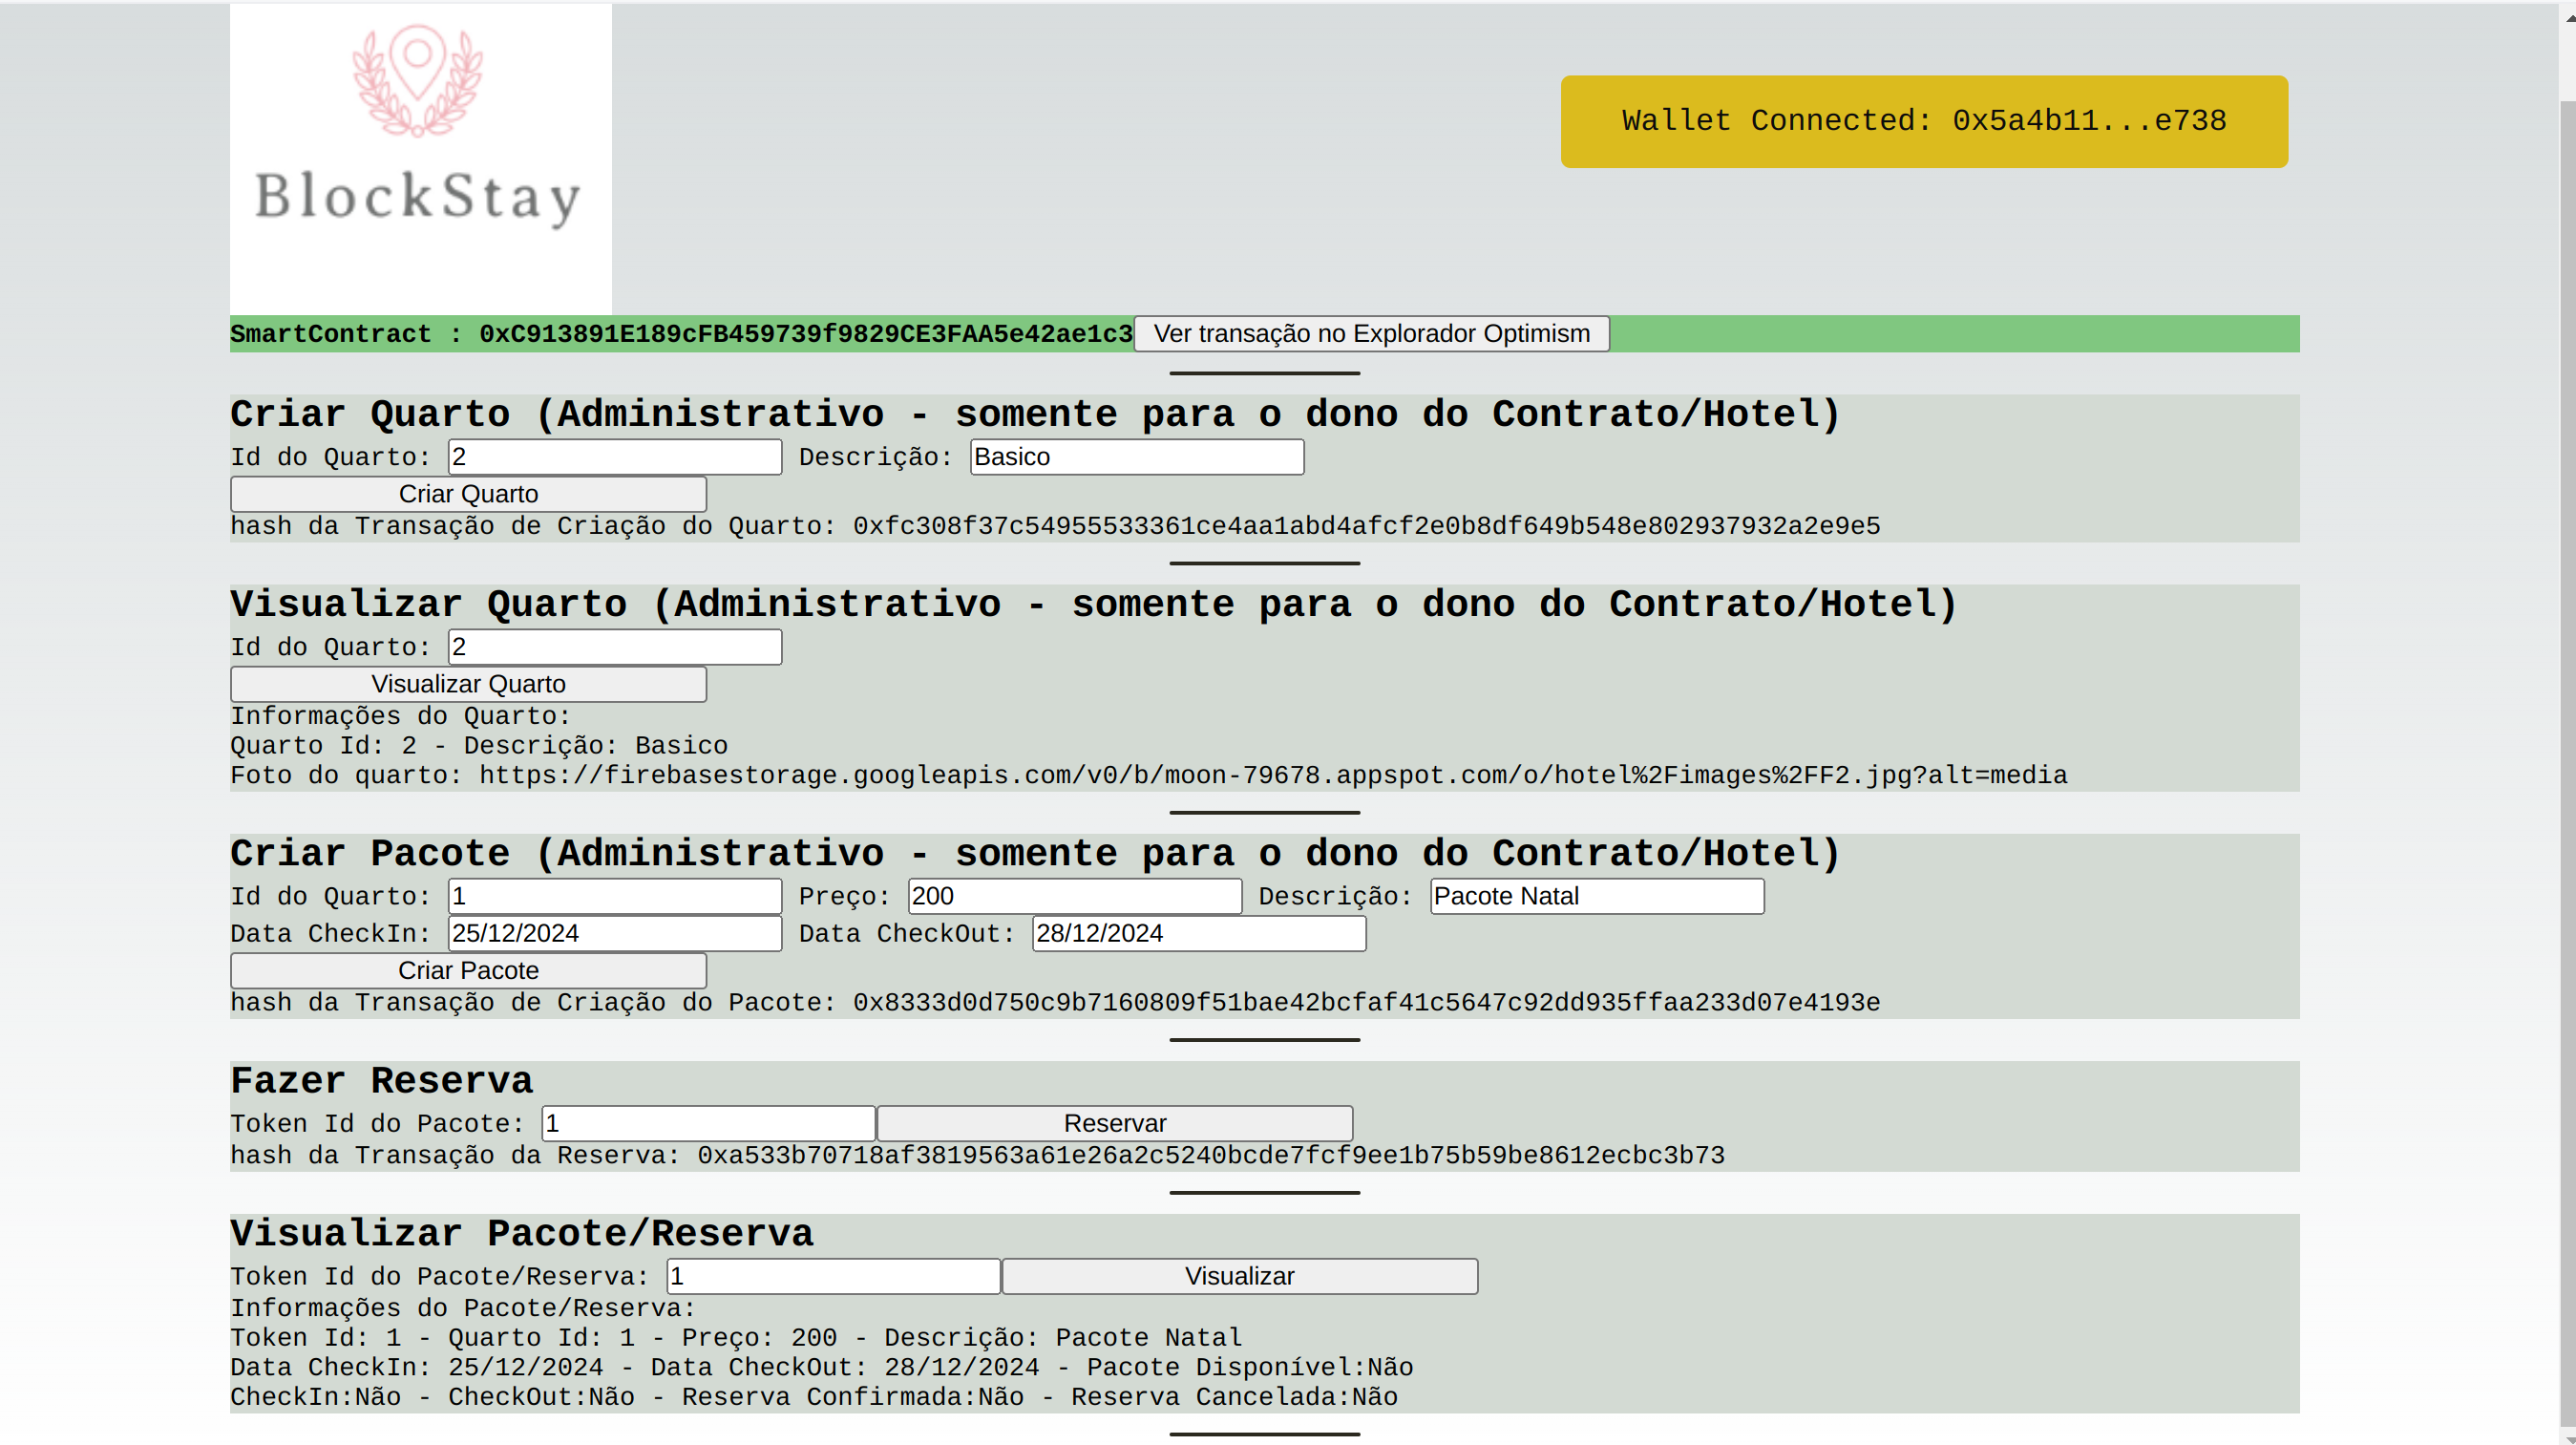 BlockStay
Wallet Connected: 0x5a4b11...e738
SmartContract : 0xC913891E189cFB459739f9829CE3FAA5e42ae1c3 Ver transação no Explorador Optimism
Criar Quarto (Administrativo - somente para o dono do Contrato/Hotel)
Id do Quarto: 2 Descrição: Basico
Criar Quarto
hash da Transação de Criação do Quarto: 0xfc308f37c54955533361ce4aa1abd4afcf2e0b8df649b548e802937932a2e9e5
Visualizar Quarto (Administrativo - somente para o dono do Contrato/Hotel)
Id do Quarto: 2
Visualizar Quarto
Informações do Quarto:
Quarto Id: 2 - Descrição: Basico
Foto do quarto: https://firebasestorage.googleapis.com/v0/b/moon-79678.appspot.com/o/hotel%2Fimages%2FF2.jpg?alt=media
Criar Pacote (Administrativo - somente para o dono do Contrato/Hotel)
Id do Quarto: 1 Preço: 200 Descrição: Pacote Natal
Data CheckIn: 25/12/2024 Data CheckOut: 28/12/2024
Criar Pacote
hash da Transação de Criação do Pacote: 0x8333d0d750c9b7160809f51bae42bcfaf41c5647c92dd935ffaa233d07e4193e
Fazer Reserva
Token Id do Pacote: 1 Reservar
hash da Transação da Reserva: 0xa533b70718af3819563a61e26a2c5240bcde7fcf9ee1b75b59be8612ecbc3b73
Visualizar Pacote/Reserva
Token Id do Pacote/Reserva: 1 Visualizar
Informações do Pacote/Reserva:
Token Id: 1 - Quarto Id: 1 - Preço: 200 - Descrição: Pacote Natal
Data CheckIn: 25/12/2024 - Data CheckOut: 28/12/2024 - Pacote Disponível:Não
CheckIn:Não - CheckOut:Não - Reserva Confirmada:Não - Reserva Cancelada:Não